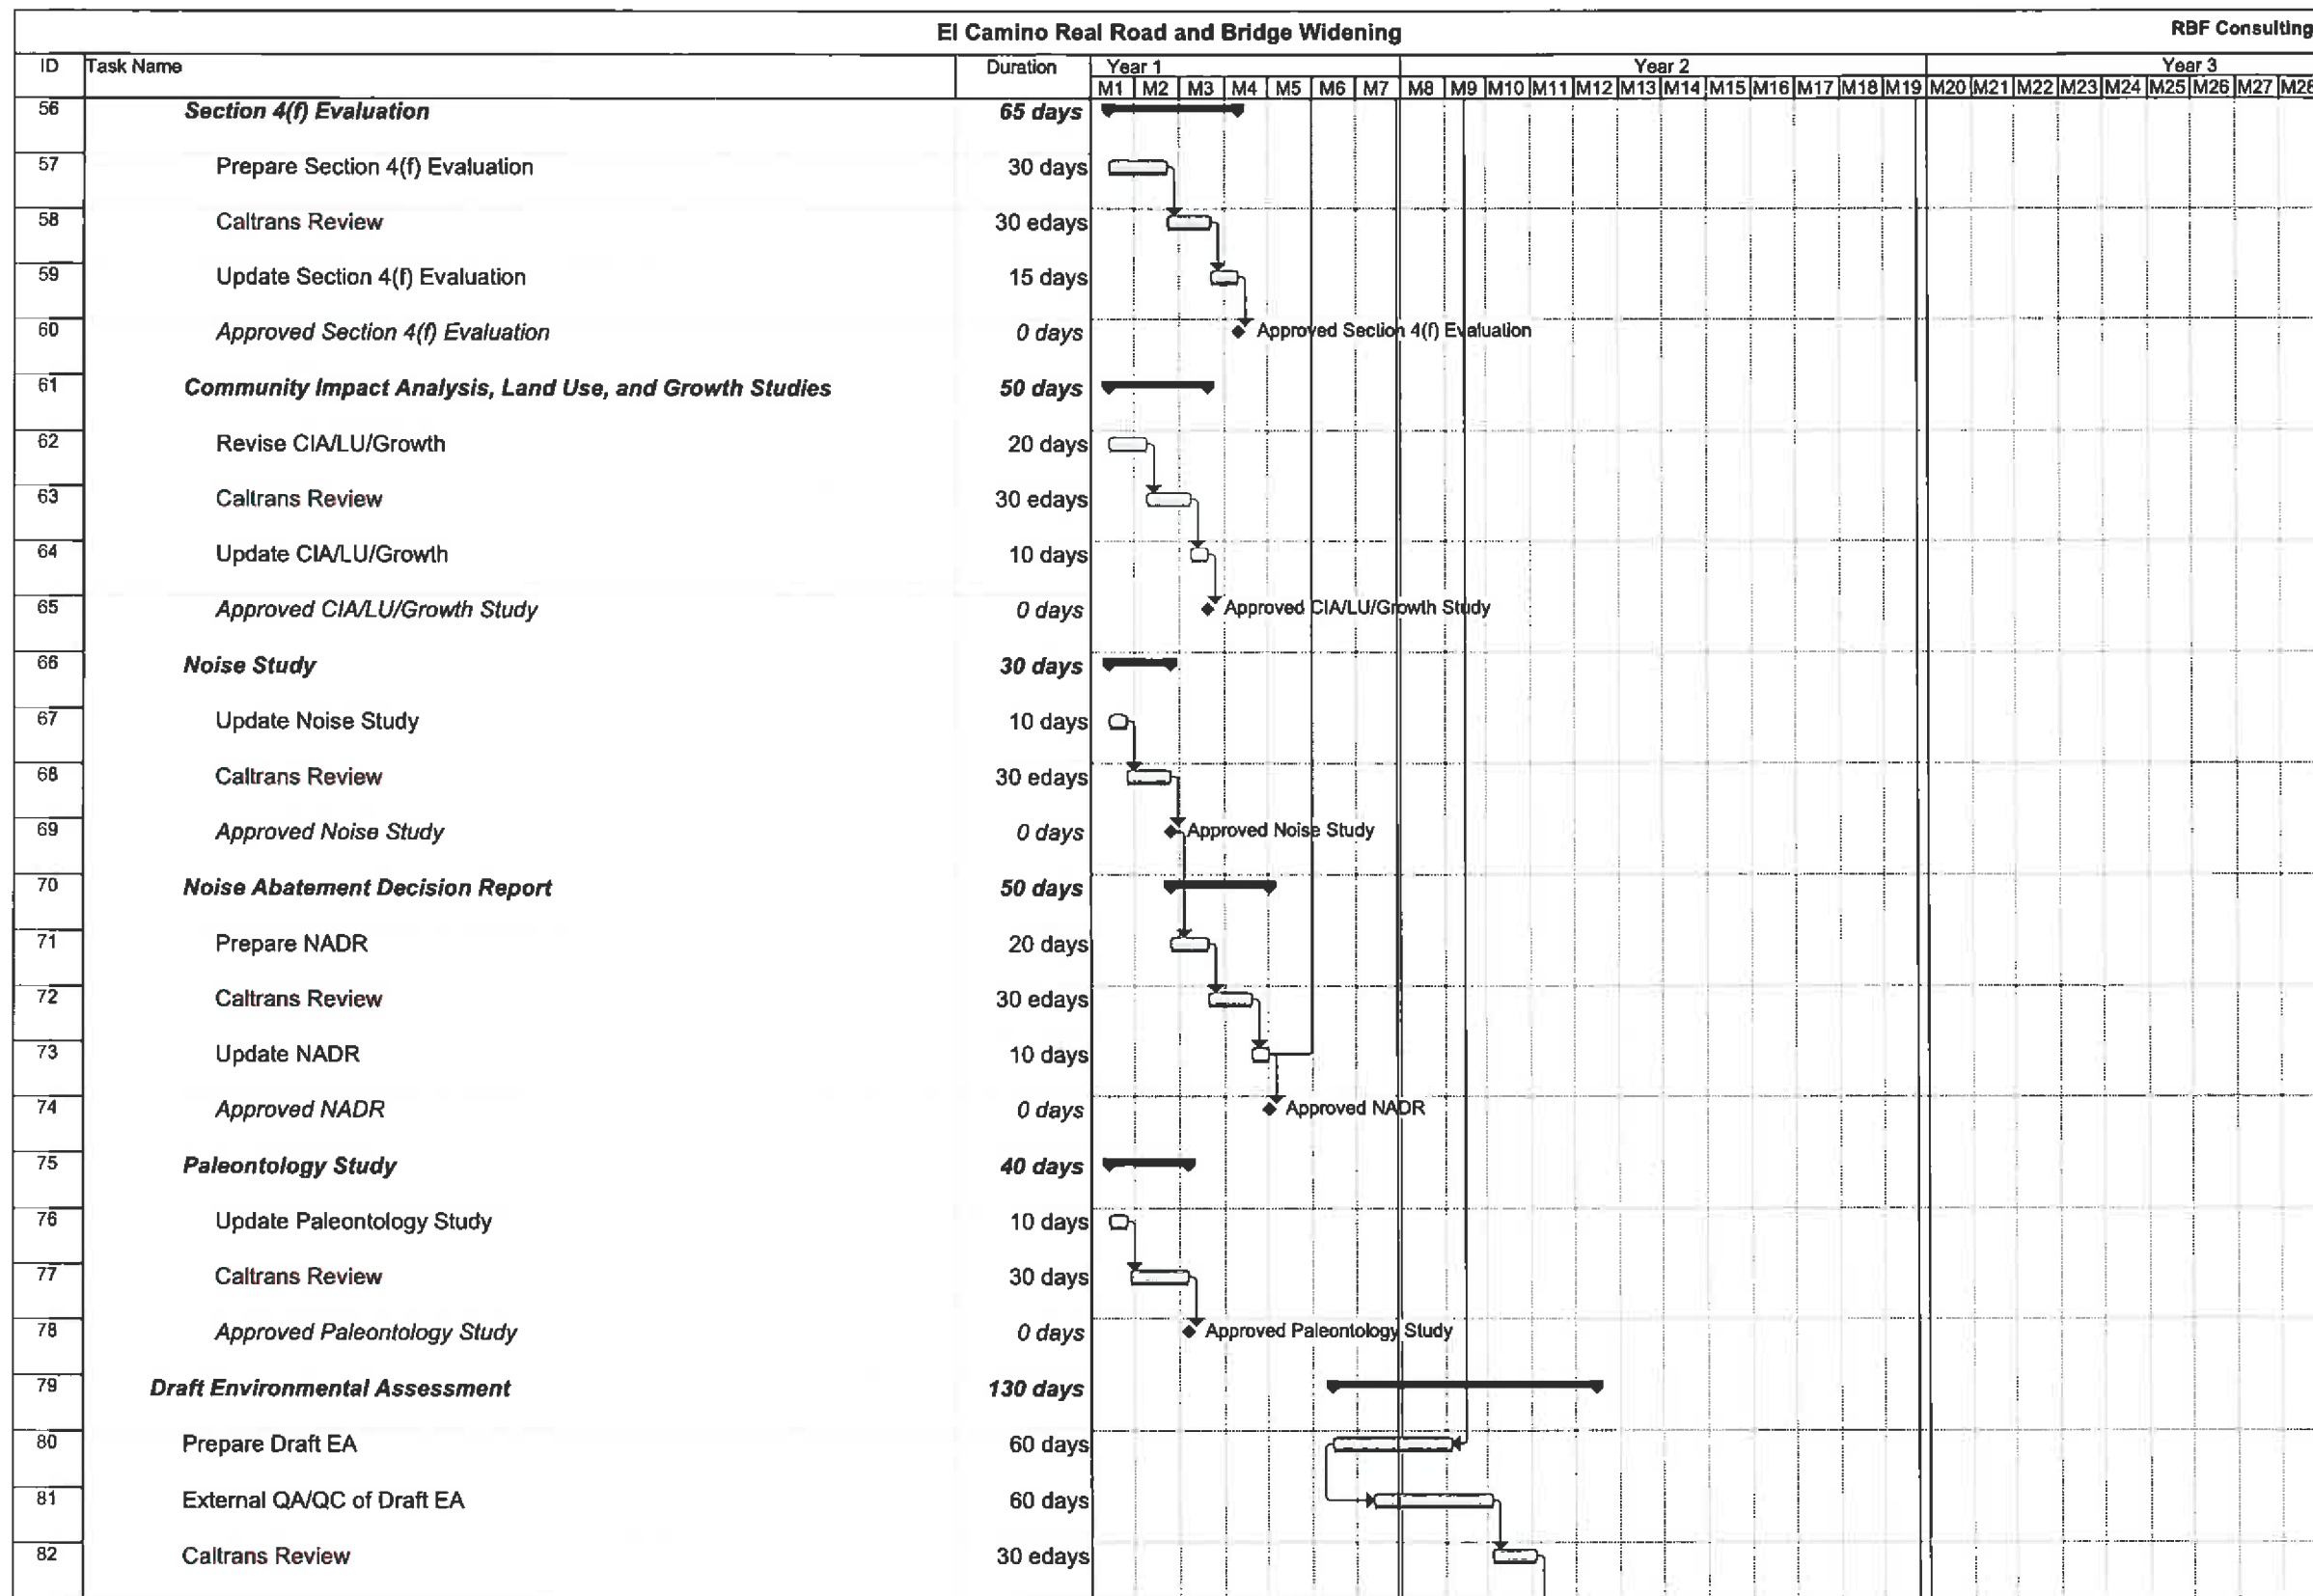 El Camino Real Road and Bridge Widening RBF Consulting
ID Task Name Duration Year 1 Year 2 Year 3
M1 M2 M3 M4 M5 M6 M7 M8 M9 M10 M11 M12 M13 M14 M15 M16 M17 M18 M19 M20 M21 M22 M23 M24 M25 M26 M27 M28
56 Section 4(f) Evaluation 65 days
57 Prepare Section 4(f) Evaluation 30 days
58 Caltrans Review 30 edays
59 Update Section 4(f) Evaluation 15 days
60 Approved Section 4(f) Evaluation 0 days Approved Section 4(f) Evaluation
61 Community Impact Analysis, Land Use, and Growth Studies 50 days
62 Revise CIA/LU/Growth 20 days
63 Caltrans Review 30 edays
64 Update CIA/LU/Growth 10 days
65 Approved CIA/LU/Growth Study 0 days Approved CIA/LU/Growth Study
66 Noise Study 30 days
67 Update Noise Study 10 days
68 Caltrans Review 30 edays
69 Approved Noise Study 0 days Approved Noise Study
70 Noise Abatement Decision Report 50 days
71 Prepare NADR 20 days
72 Caltrans Review 30 edays
73 Update NADR 10 days
74 Approved NADR 0 days Approved NADR
75 Paleontology Study 40 days
76 Update Paleontology Study 10 days
77 Caltrans Review 30 days
78 Approved Paleontology Study 0 days Approved Paleontology Study
79 Draft Environmental Assessment 130 days
80 Prepare Draft EA 60 days
81 External QA/QC of Draft EA 60 days
82 Caltrans Review 30 edays